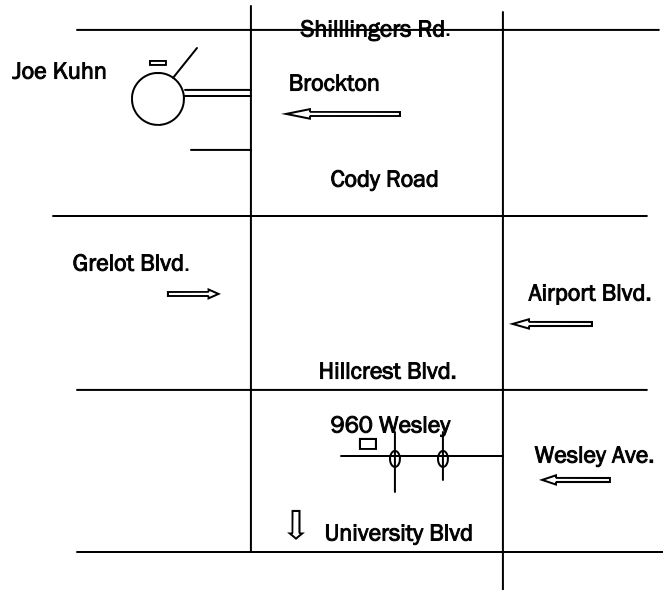 Shilllingers Rd.
Joe Kuhn
Brockton
Cody Road
Grelot Blvd.
Airport Blvd.
Hillcrest Blvd.
960 Wesley
Wesley Ave.
University Blvd